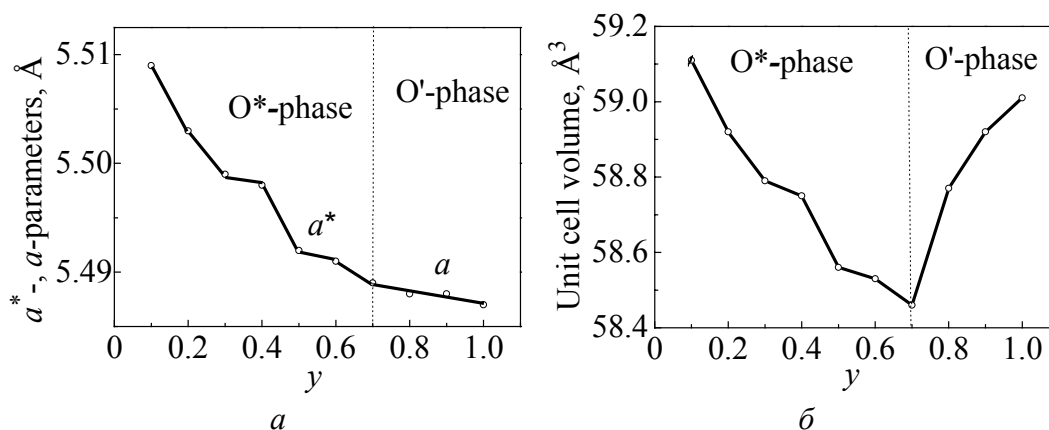 a*-, a-parameters, Å
5.51
5.50
5.49
O*-phase
O'-phase
a*
a
0
0.2
0.4
0.6
0.8
1.0
y
а
Unit cell volume, Å³
59.2
59.0
58.8
58.6
58.4
O*-phase
O'-phase
0
0.2
0.4
0.6
0.8
1.0
y
б